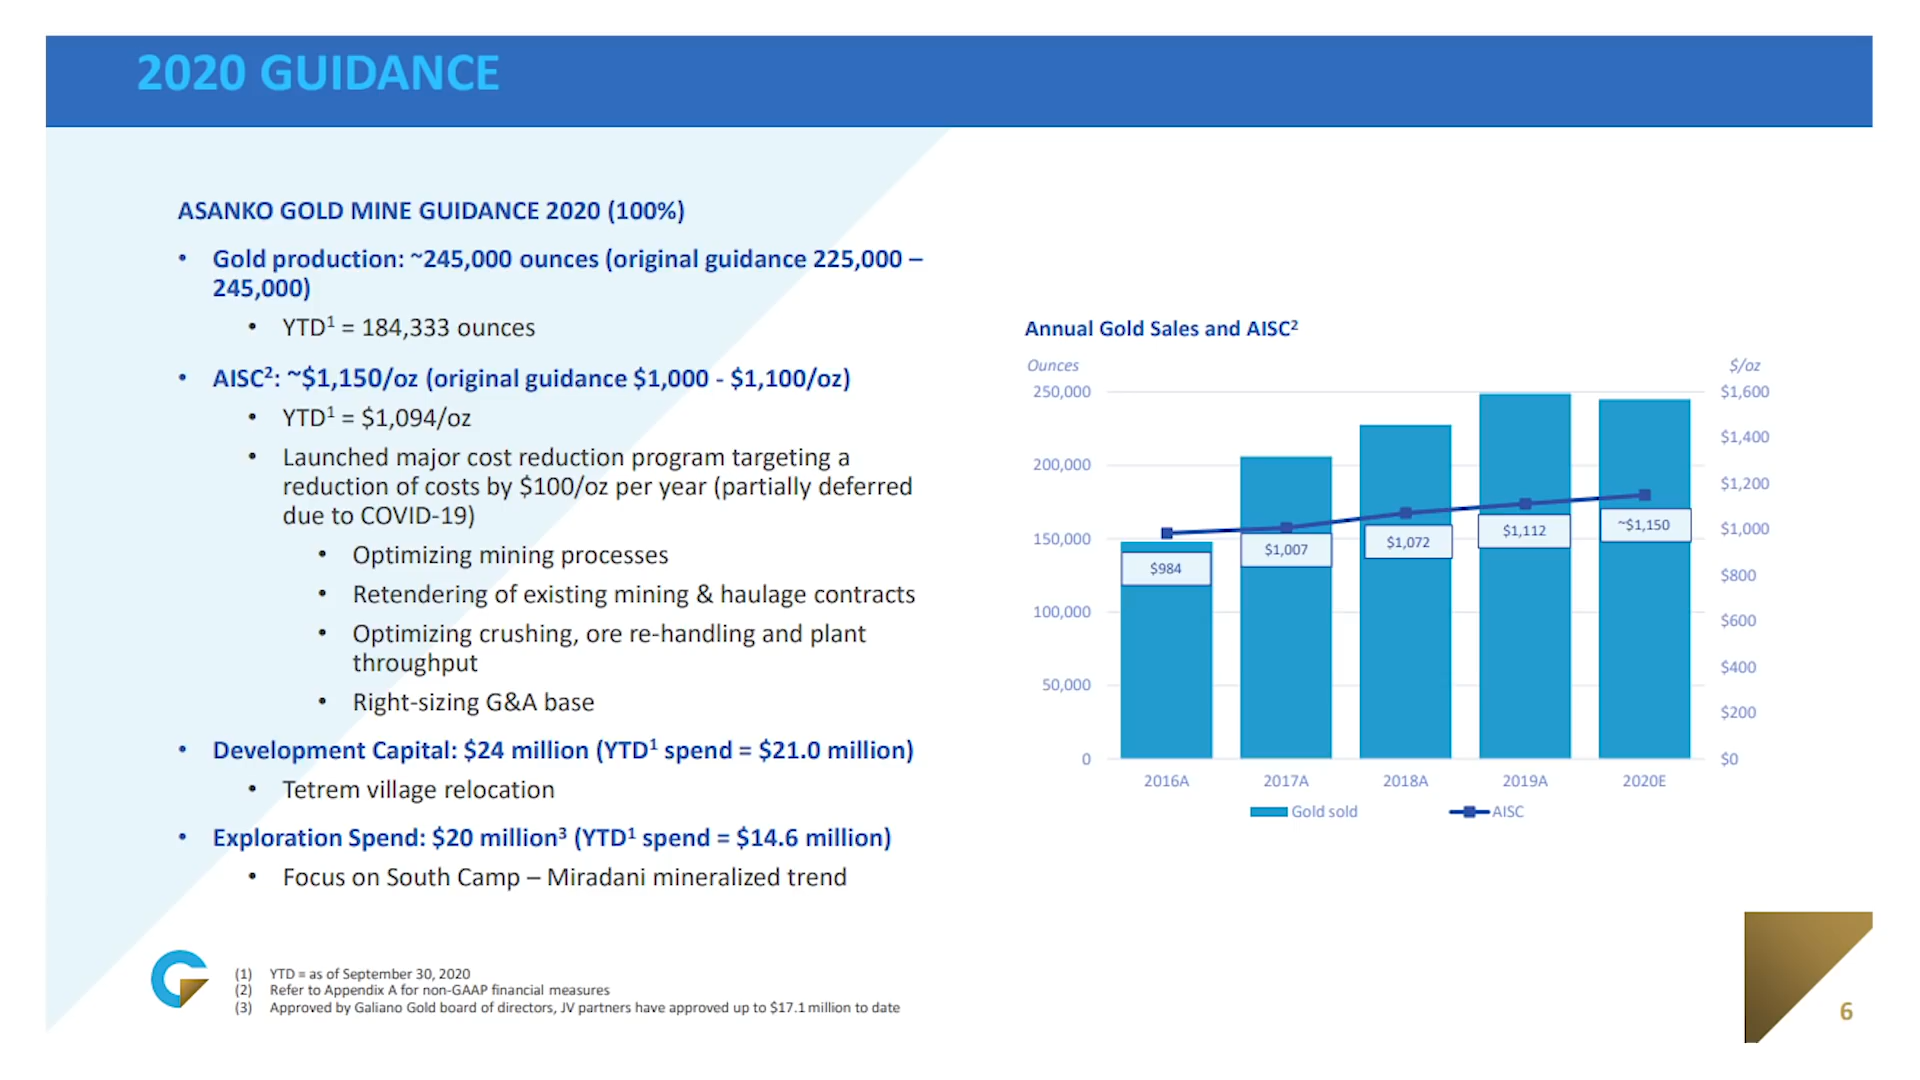 2020 GUIDANCE
ASANKO GOLD MINE GUIDANCE 2020 (100%)
• Gold production: ~245,000 ounces (original guidance 225,000 –
245,000)
• YTD¹ = 184,333 ounces
• AISC²: ~$1,150/oz (original guidance $1,000 - $1,100/oz)
• YTD¹ = $1,094/oz
• Launched major cost reduction program targeting a
reduction of costs by $100/oz per year (partially deferred
due to COVID-19)
• Optimizing mining processes
• Retendering of existing mining & haulage contracts
• Optimizing crushing, ore re-handling and plant
throughput
• Right-sizing G&A base
• Development Capital: $24 million (YTD¹ spend = $21.0 million)
• Tetrem village relocation
• Exploration Spend: $20 million³ (YTD¹ spend = $14.6 million)
• Focus on South Camp – Miradani mineralized trend
Annual Gold Sales and AISC²
Ounces $/oz
250,000 $1,600
$1,400
200,000
$1,200
150,000 $1,000
$984 $1,007 $1,072 $1,112 ~$1,150
$800
100,000 $600
$400
50,000
$200
0 $0
2016A 2017A 2018A 2019A 2020E
Gold sold AISC
(1) YTD = as of September 30, 2020
(2) Refer to Appendix A for non-GAAP financial measures
(3) Approved by Galiano Gold board of directors, JV partners have approved up to $17.1 million to date
6